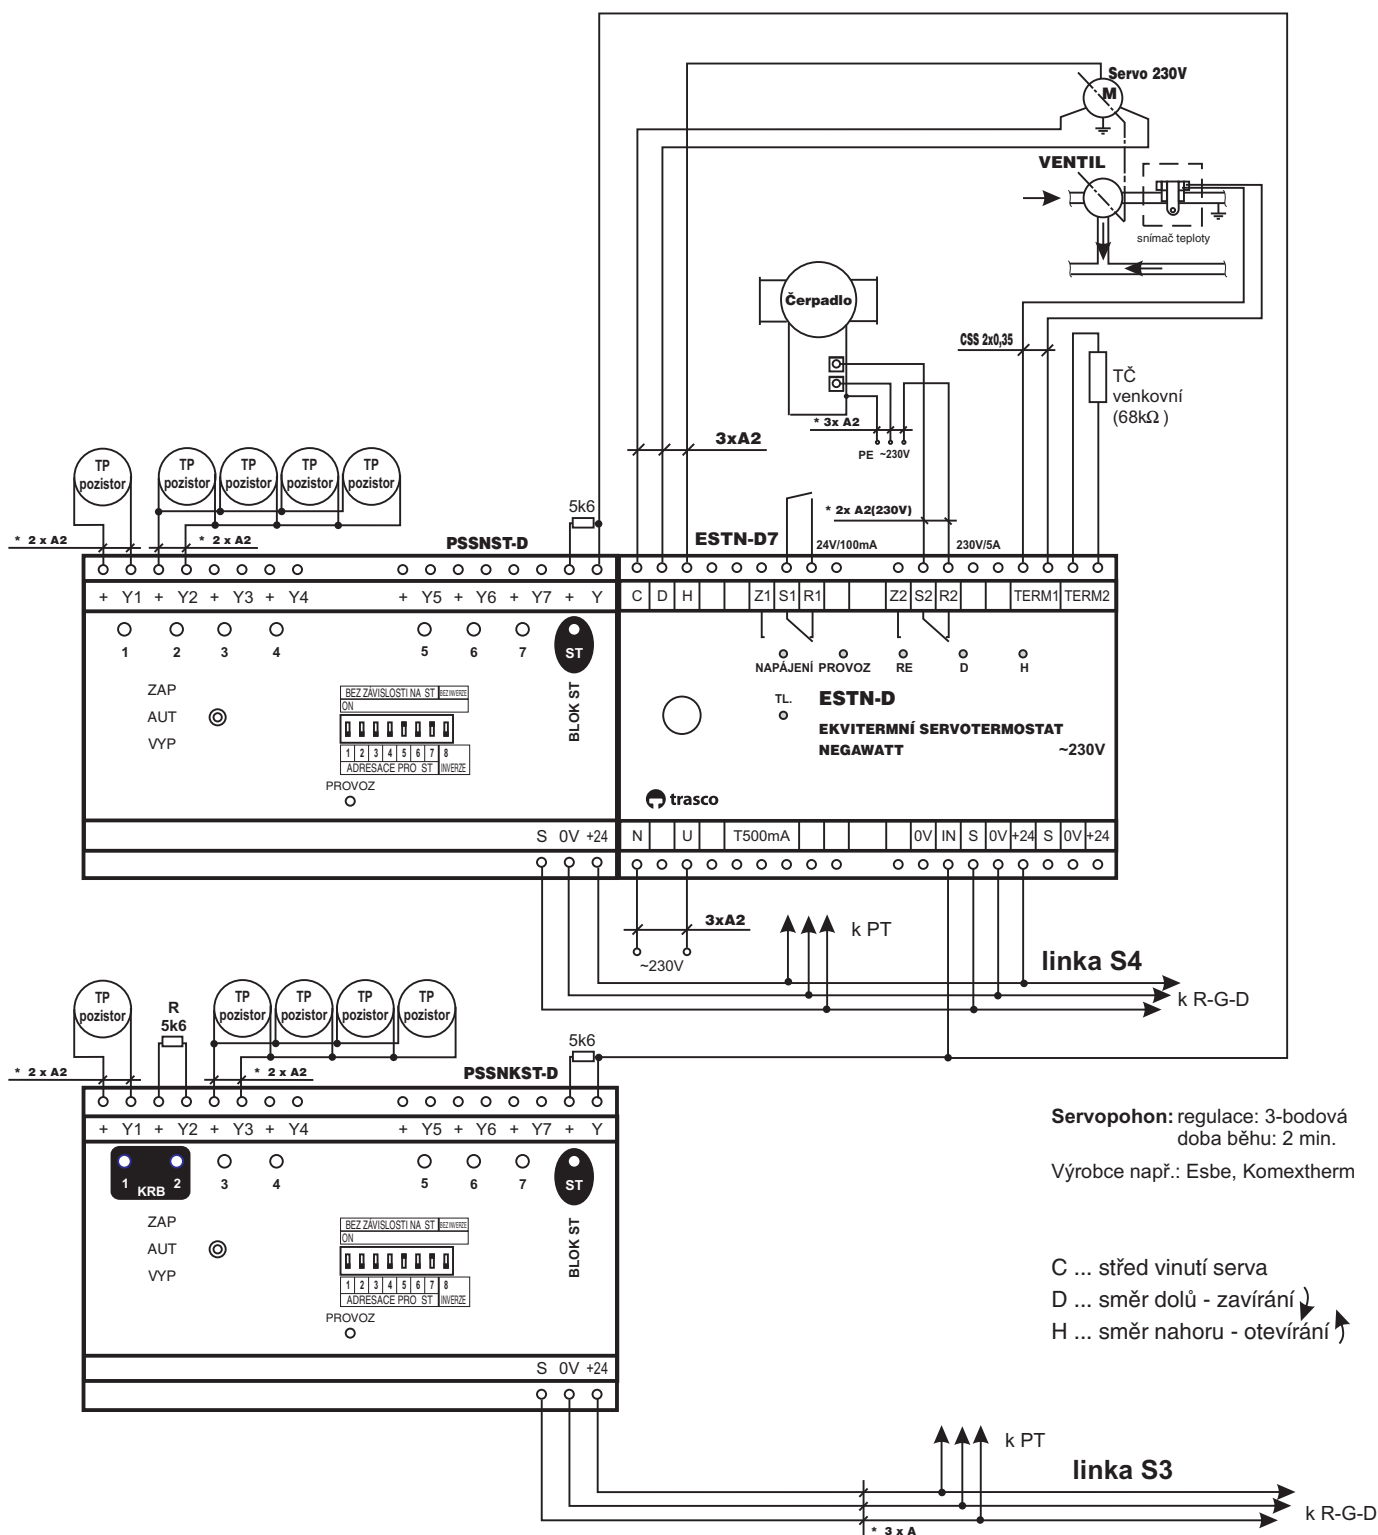 Servo 230V
M
VENTIL
snímač teploty
Čerpadlo
CSS 2x0,35
TČ
venkovní
(68kΩ )
* 3x A2
PE ~230V
3xA2
TP
pozistor
TP
pozistor
TP
pozistor
TP
pozistor
TP
pozistor
5k6
* 2x A2(230V)
* 2 x A2
* 2 x A2
PSSNST-D
ESTN-D7
24V/100mA
230V/5A
+ Y1 + Y2 + Y3 + Y4 + Y5 + Y6 + Y7 + Y
C D H Z1 S1 R1 Z2 S2 R2 TERM1 TERM2
1 2 3 4 5 6 7 ST
NAPÁJENÍ PROVOZ RE D H
ZAP
AUT
VYP
BEZ ZÁVISLOSTI NA ST BEZ INVERZE
ON
1 2 3 4 5 6 7 8
ADRESACE PRO ST INVERZE
PROVOZ
BLOK ST
TL.
ESTN-D
EKVITERMNÍ SERVOTERMOSTAT
NEGAWATT ~230V
trasco
S 0V +24
N U T500mA 0V IN S 0V +24 S 0V +24
3xA2
~230V
k PT
linka S4
k R-G-D
TP
pozistor
R
5k6
TP
pozistor
TP
pozistor
TP
pozistor
TP
pozistor
5k6
* 2 x A2
* 2 x A2
PSSNKST-D
+ Y1 + Y2 + Y3 + Y4 + Y5 + Y6 + Y7 + Y
1 2 3 4 5 6 7 ST
KRB
ZAP
AUT
VYP
BEZ ZÁVISLOSTI NA ST BEZ INVERZE
ON
1 2 3 4 5 6 7 8
ADRESACE PRO ST INVERZE
PROVOZ
BLOK ST
S 0V +24
Servopohon: regulace: 3-bodová
doba běhu: 2 min.
Výrobce např.: Esbe, Komextherm
C ... střed vinutí serva
D ... směr dolů - zavírání
H ... směr nahoru - otevírání
k PT
linka S3
k R-G-D
* 3 x A